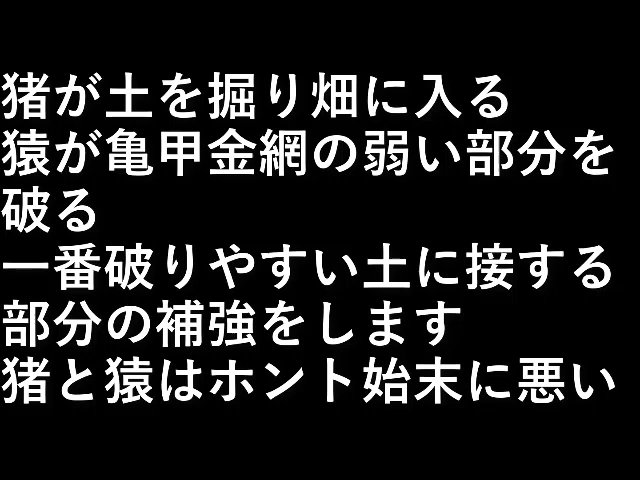 猪が土を掘り畑に入る
猿が亀甲金網の弱い部分を
破る
一番破りやすい土に接する
部分の補強をします
猪と猿はホント始末に悪い